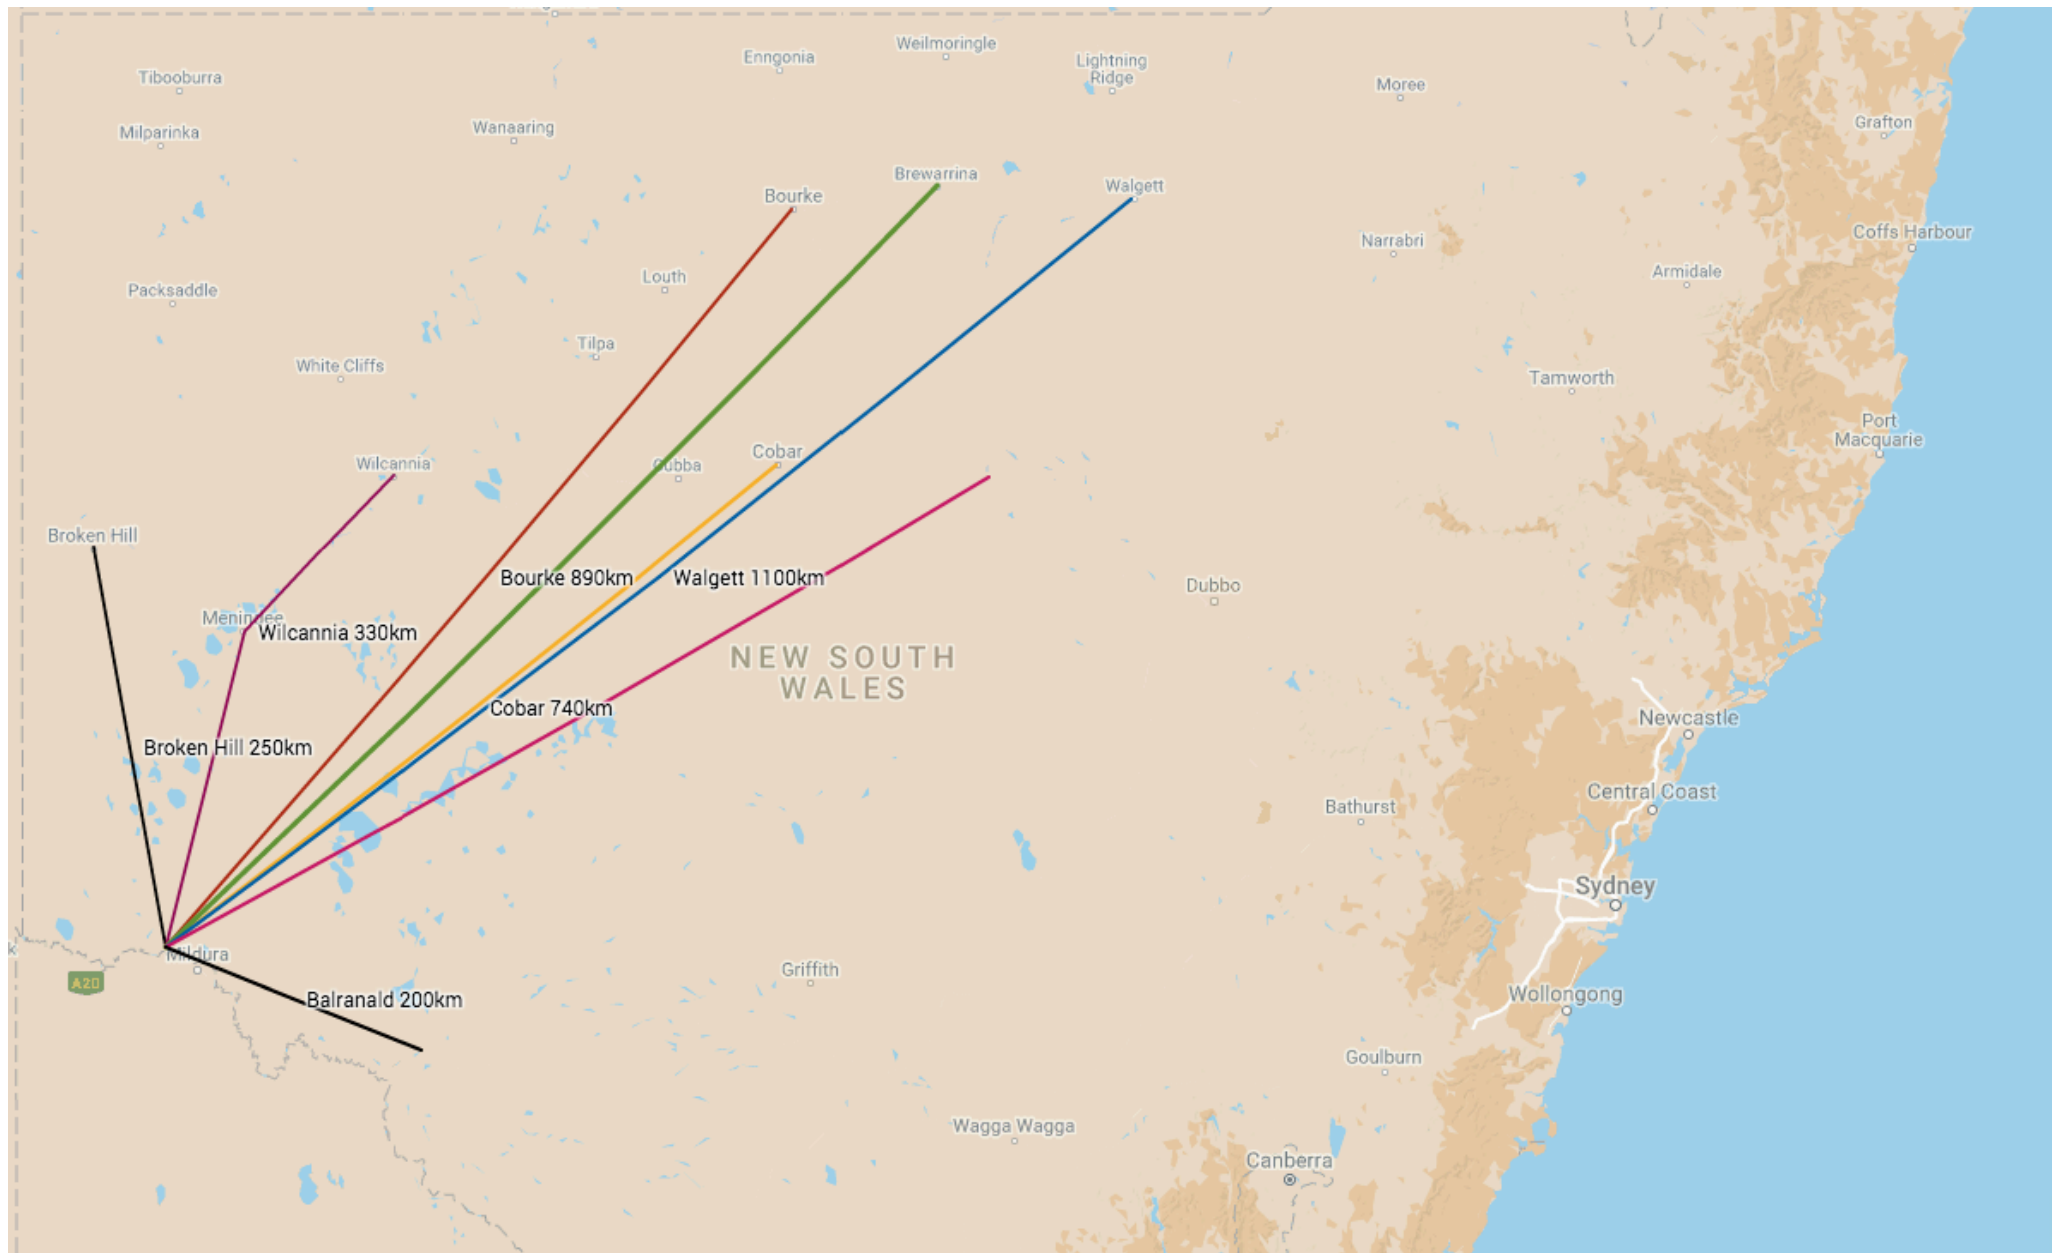 Weilmoringle
Enngonia
Lightning
Ridge
Tibooburra
Moree
Milparinka
Wanaaring
Grafton
Brewarrina
Bourke
Walgett
Coffs Harbour
Narrabri
Louth
Armidale
Packsaddle
Tilpa
White Cliffs
Tamworth
Port
Macquarie
Cobar
Wilcannia
Cubba
Broken Hill
Bourke 890km
Walgett 1100km
Dubbo
Menindee
Wilcannia 330km
NEW SOUTH
WALES
Cobar 740km
Newcastle
Broken Hill 250km
Central Coast
Bathurst
Sydney
Mildura
k
A20
Griffith
Balranald 200km
Wollongong
Goulburn
Wagga Wagga
Canberra